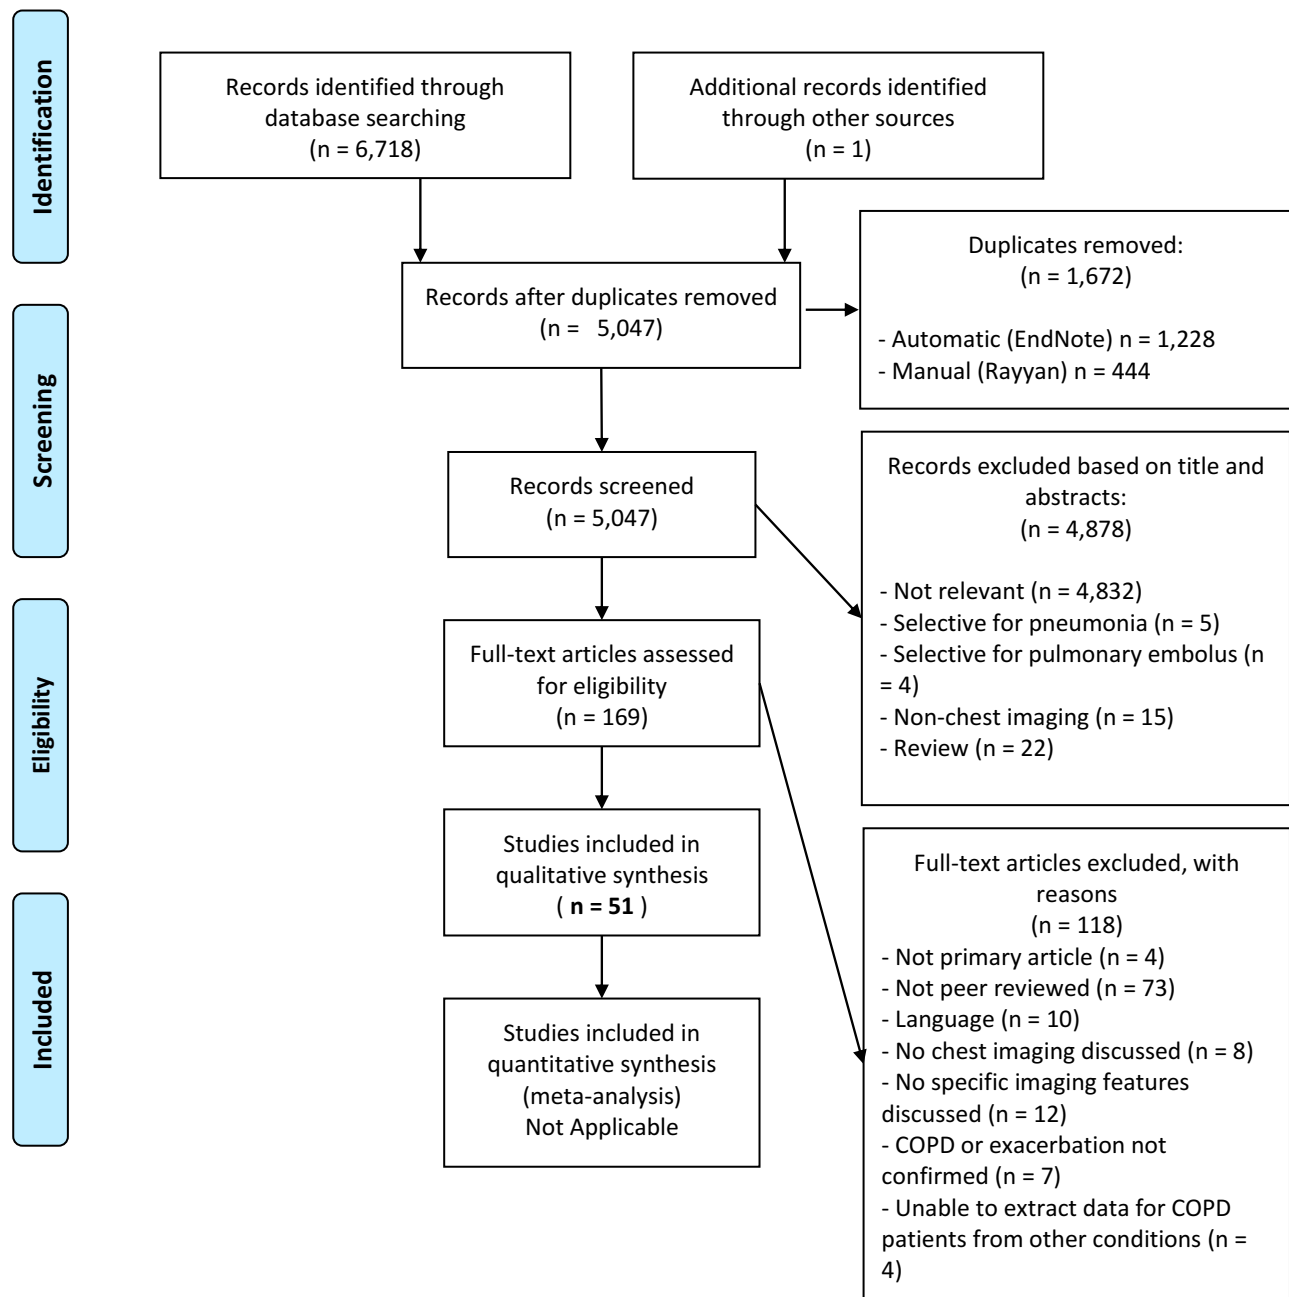 Identification
Records identified through
database searching
(n = 6,718)
Additional records identified
through other sources
(n = 1)
Duplicates removed:
(n = 1,672)
- Automatic (EndNote) n = 1,228
- Manual (Rayyan) n = 444
Records after duplicates removed
(n = 5,047)
Screening
Records screened
(n = 5,047)
Records excluded based on title and
abstracts:
(n = 4,878)
- Not relevant (n = 4,832)
- Selective for pneumonia (n = 5)
- Selective for pulmonary embolus (n
= 4)
- Non-chest imaging (n = 15)
- Review (n = 22)
Eligibility
Full-text articles assessed
for eligibility
(n = 169)
Studies included in
qualitative synthesis
( n = 51 )
Full-text articles excluded, with
reasons
(n = 118)
- Not primary article (n = 4)
- Not peer reviewed (n = 73)
- Language (n = 10)
- No chest imaging discussed (n = 8)
- No specific imaging features
discussed (n = 12)
- COPD or exacerbation not
confirmed (n = 7)
- Unable to extract data for COPD
patients from other conditions (n =
4)
Included
Studies included in
quantitative synthesis
(meta-analysis)
Not Applicable